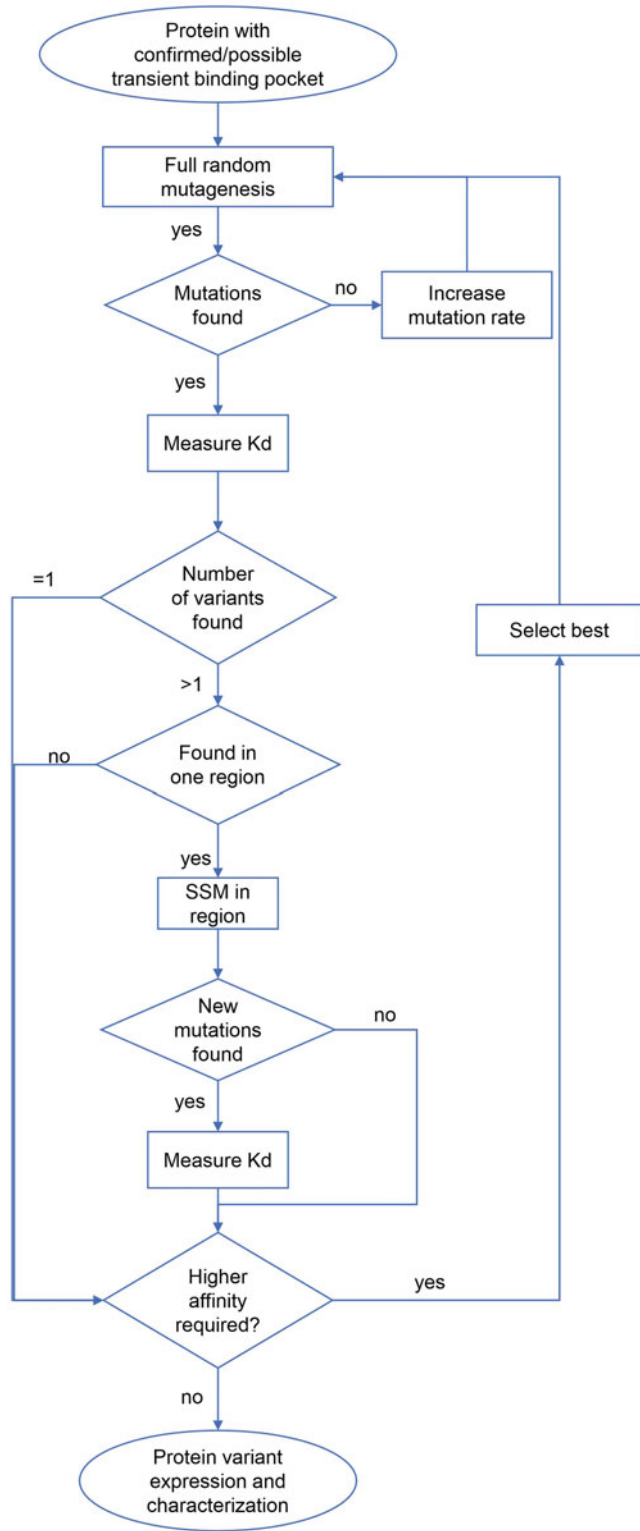 Protein with
confirmed/possible
transient binding pocket
Full random
mutagenesis
yes
Mutations
found
no
Increase
mutation rate
yes
Measure Kd
=1
Number
of variants
found
Select best
>1
no
Found in
one region
yes
SSM in
region
New
mutations
found
no
yes
Measure Kd
Higher
affinity
required?
yes
no
Protein variant
expression and
characterization